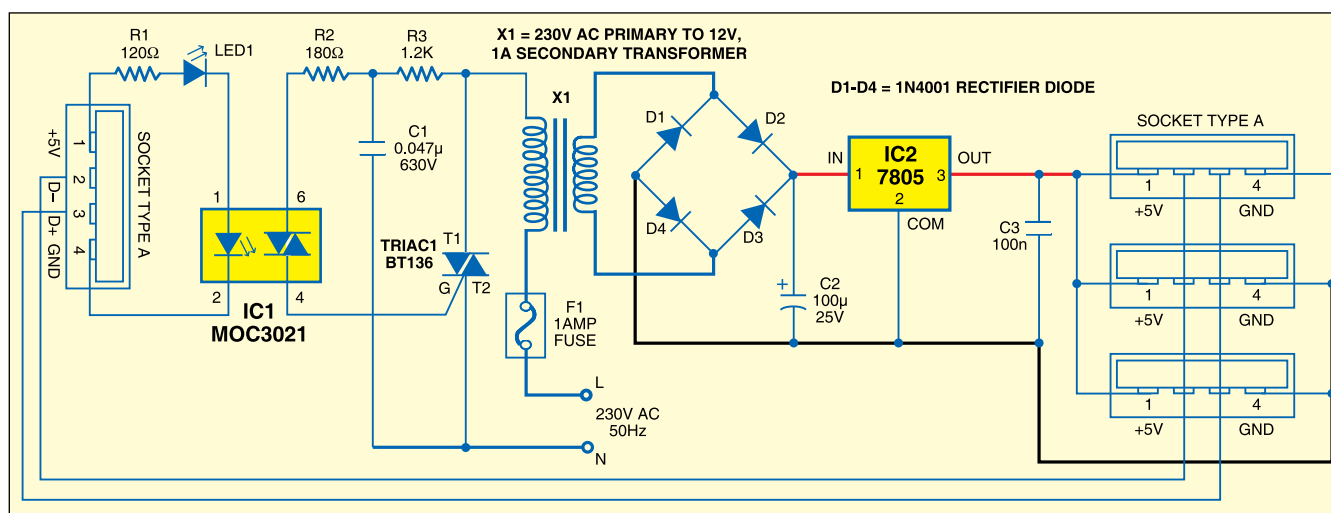 R1
120Ω
LED1
R2
180Ω
R3
1.2K
X1 = 230V AC PRIMARY TO 12V,
1A SECONDARY TRANSFORMER
X1
D1-D4 = 1N4001 RECTIFIER DIODE
+5V
D–
D+
GND
1
2
3
4
SOCKET TYPE A
C1
0.047µ
630V
1
6
2
4
IC1
MOC3021
TRIAC1
BT136
T1
G
T2
F1
1AMP
FUSE
L
230V AC
50Hz
N
D1
D2
D4
D3
IN
1
IC2
7805
3
OUT
2
COM
+
C2
100µ
25V
C3
100n
SOCKET TYPE A
1
4
+5V
GND
1
4
+5V
GND
1
4
+5V
GND